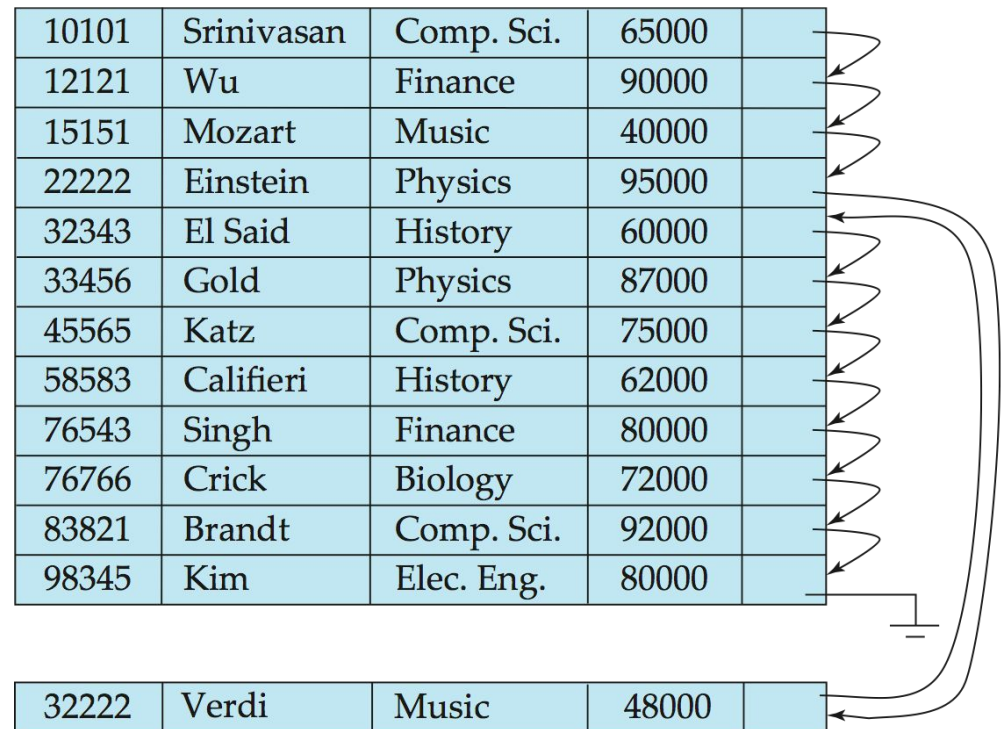 10101 Srinivasan Comp. Sci. 65000
12121 Wu Finance 90000
15151 Mozart Music 40000
22222 Einstein Physics 95000
32343 El Said History 60000
33456 Gold Physics 87000
45565 Katz Comp. Sci. 75000
58583 Califieri History 62000
76543 Singh Finance 80000
76766 Crick Biology 72000
83821 Brandt Comp. Sci. 92000
98345 Kim Elec. Eng. 80000
32222 Verdi Music 48000